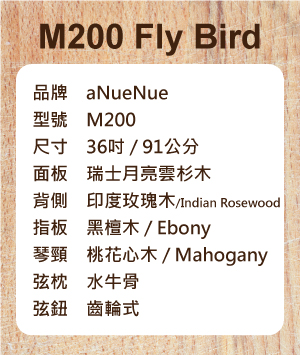 M200 Fly Bird
品牌 aNueNue
型號 M200
尺寸 36吋 / 91公分
面板 瑞士月亮雲杉木
背側 印度玫瑰木/Indian Rosewood
指板 黑檀木 / Ebony
琴頸 桃花心木 / Mahogany
弦枕 水牛骨
弦鈕 齒輪式